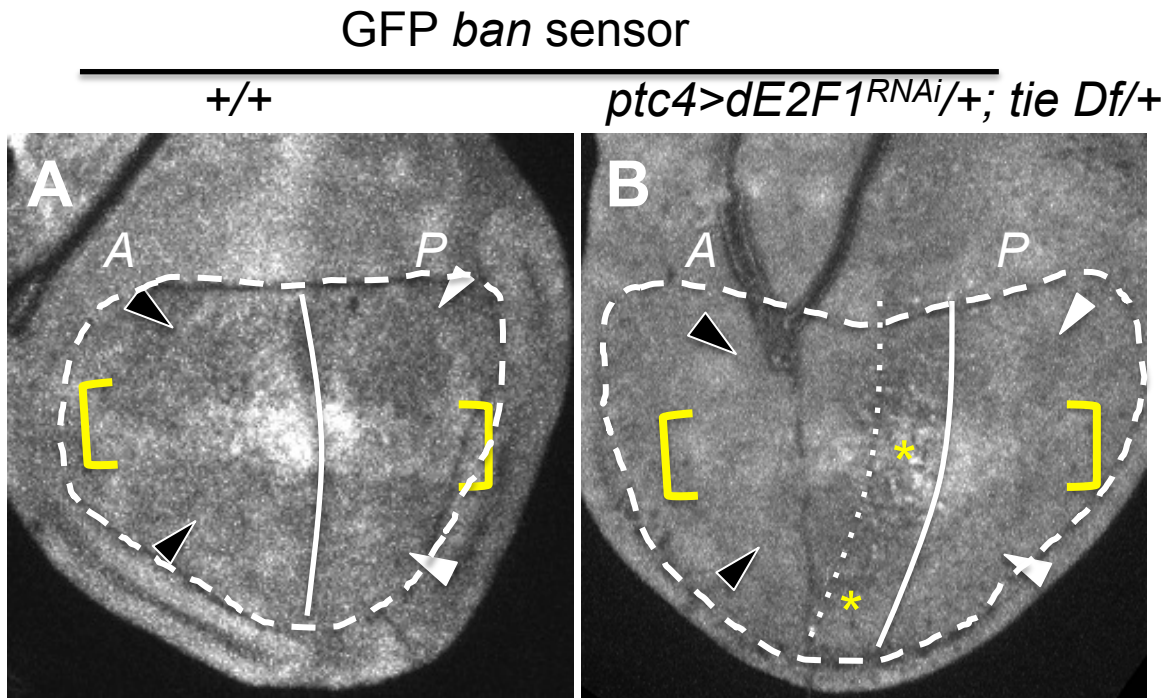 GFP ban sensor
+/+ ptc4>dE2F1RNAi/+; tie Df/+
A B
A P A P
* 
*